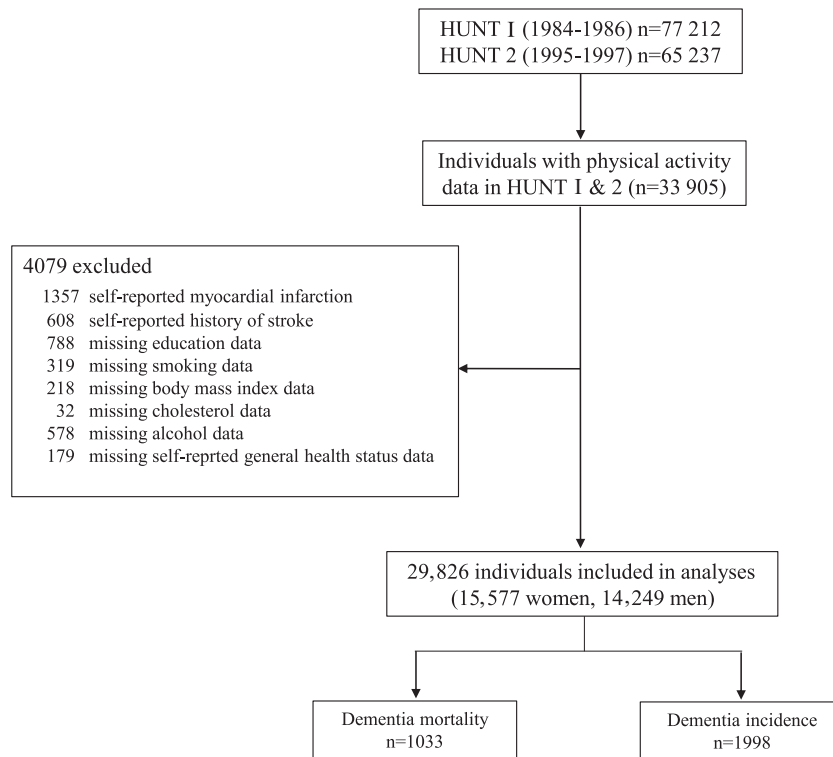 HUNT I (1984-1986) n=77 212
HUNT 2 (1995-1997) n=65 237
Individuals with physical activity
data in HUNT I & 2 (n=33 905)
4079 excluded
1357 self-reported myocardial infarction
608 self-reported history of stroke
788 missing education data
319 missing smoking data
218 missing body mass index data
32 missing cholesterol data
578 missing alcohol data
179 missing self-reprted general health status data
29,826 individuals included in analyses
(15,577 women, 14,249 men)
Dementia mortality
n=1033
Dementia incidence
n=1998